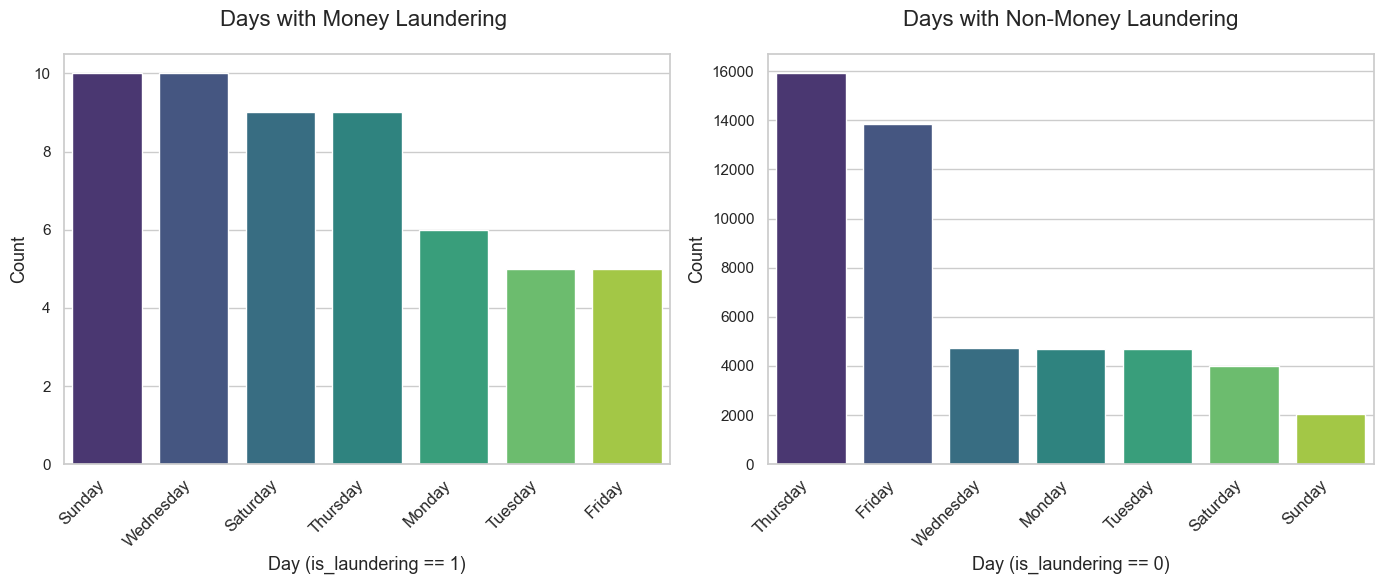 Days with Money Laundering
Count
10
8
6
4
2
0
Sunday
Wednesday
Saturday
Thursday
Monday
Tuesday
Friday
Day (is_laundering == 1)
Days with Non-Money Laundering
Count
16000
14000
12000
10000
8000
6000
4000
2000
0
Thursday
Friday
Wednesday
Monday
Tuesday
Saturday
Sunday
Day (is_laundering == 0)